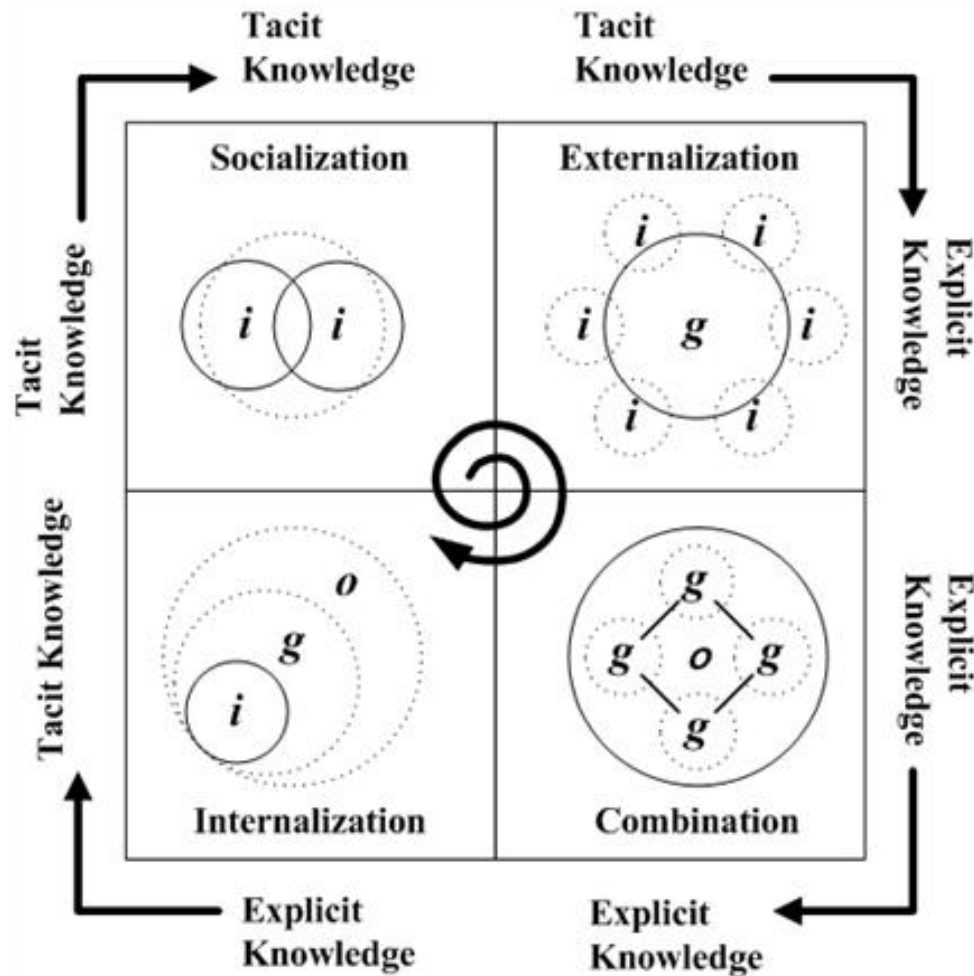 Tacit
Knowledge
Tacit
Knowledge
Socialization
Externalization
i
i
i i
i g i
i i
Tacit
Knowledge
Explicit
Knowledge
o
g
i
g
g o g
g
Tacit Knowledge
Explicit
Knowledge
Internalization
Combination
Explicit
Knowledge
Explicit
Knowledge